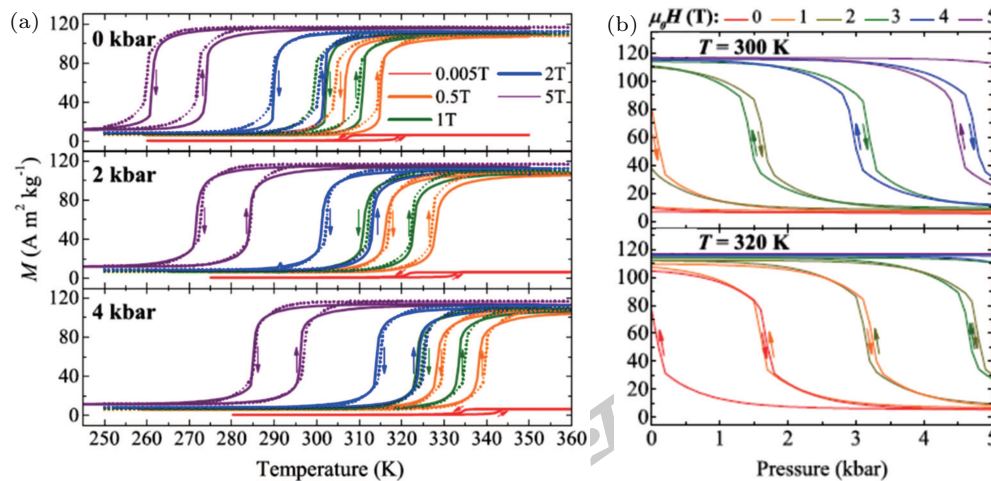 (a)
120
80
40
0
0 kbar
0.005T
0.5T
1T
2T
5T
120
80
40
0
2 kbar
120
80
40
0
4 kbar
M (A m² kg⁻¹)
250 260 270 280 290 300 310 320 330 340 350 360
Temperature (K)
(b)
μ₀H (T): 0 1 2 3 4 5
T = 300 K
120
100
80
60
40
20
0
T = 320 K
120
100
80
60
40
20
0
0 1 2 3 4 5
Pressure (kbar)